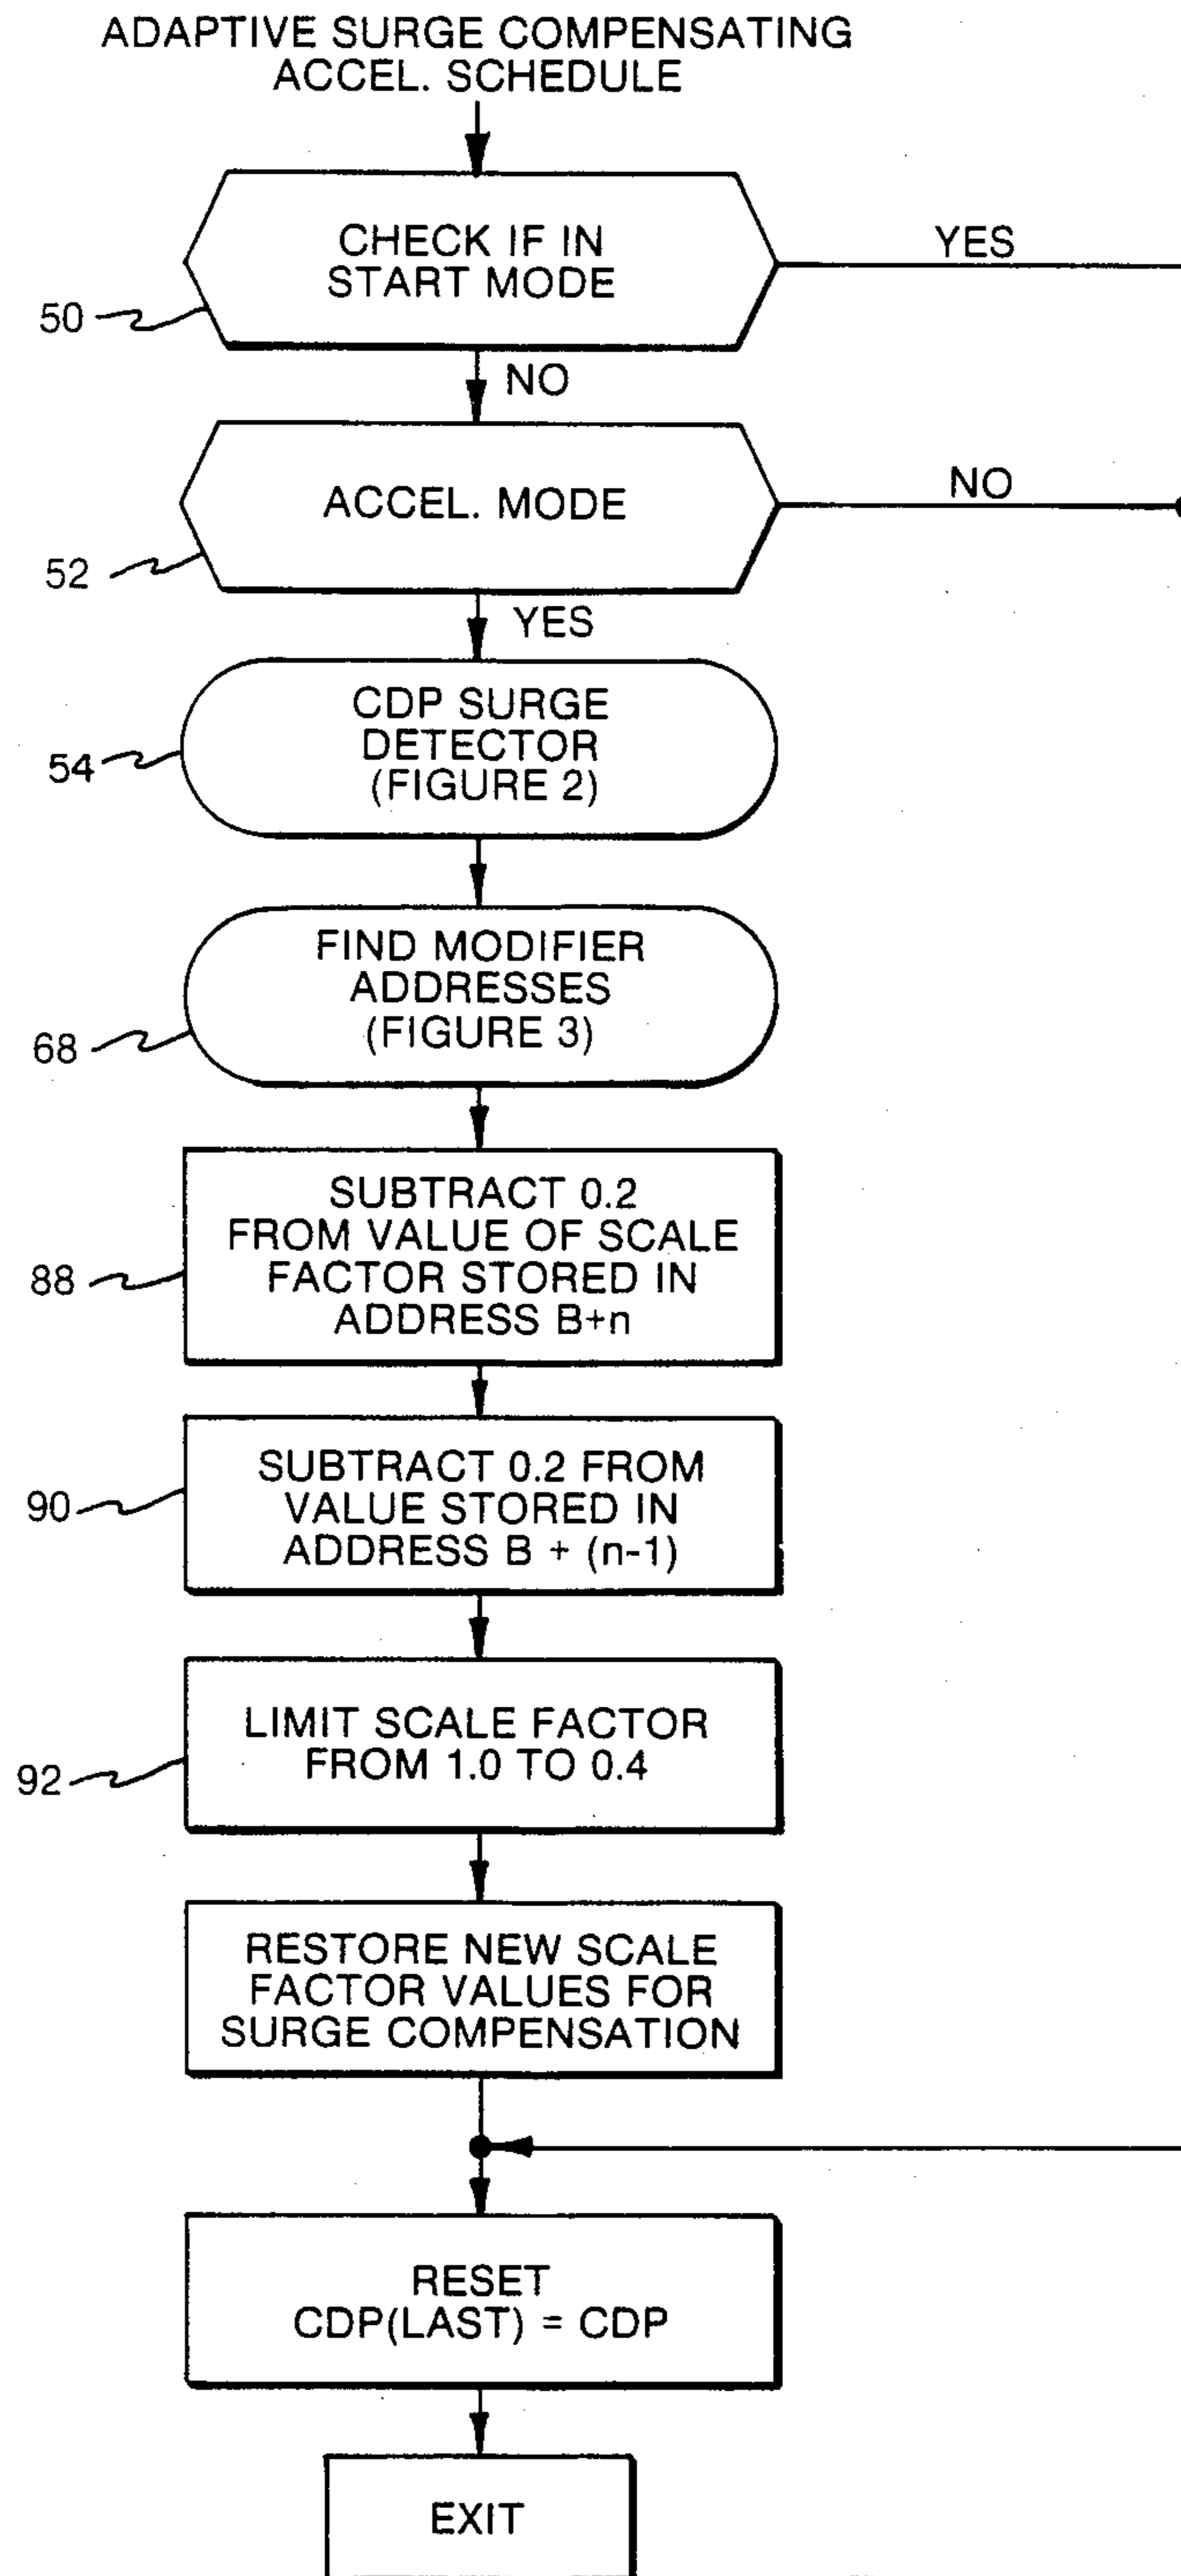 ADAPTIVE SURGE COMPENSATING
ACCEL. SCHEDULE
CHECK IF IN
START MODE
YES
50
NO
ACCEL. MODE
NO
52
YES
CDP SURGE
DETECTOR
(FIGURE 2)
54
FIND MODIFIER
ADDRESSES
(FIGURE 3)
68
SUBTRACT 0.2
FROM VALUE OF SCALE
FACTOR STORED IN
ADDRESS B+n
88
SUBTRACT 0.2 FROM
VALUE STORED IN
ADDRESS B + (n-1)
90
LIMIT SCALE FACTOR
FROM 1.0 TO 0.4
92
RESTORE NEW SCALE
FACTOR VALUES FOR
SURGE COMPENSATION
RESET
CDP(LAST) = CDP
EXIT